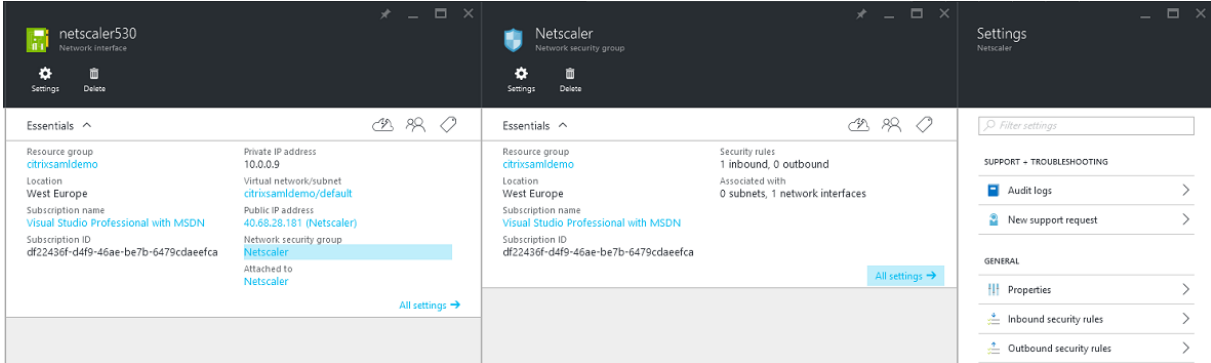 netscaler530
Network interface
Settings
Delete
Essentials
Resource group
citrixsamldemo
Location
West Europe
Subscription name
Visual Studio Professional with MSDN
Subscription ID
df22436f-d4f9-46ae-be7b-6479cdaeefca
Private IP address
10.0.0.9
Virtual network/subnet
citrixsamldemo/default
Public IP address
40.68.28.181 (Netscaler)
Network security group
Netscaler
Attached to
Netscaler
All settings →
Netscaler
Network security group
Settings
Delete
Essentials
Resource group
citrixsamldemo
Location
West Europe
Subscription name
Visual Studio Professional with MSDN
Subscription ID
df22436f-d4f9-46ae-be7b-6479cdaeefca
Security rules
1 inbound, 0 outbound
Associated with
0 subnets, 1 network interfaces
All settings →
Settings
Netscaler
Filter settings
SUPPORT + TROUBLESHOOTING
Audit logs
New support request
GENERAL
Properties
Inbound security rules
Outbound security rules